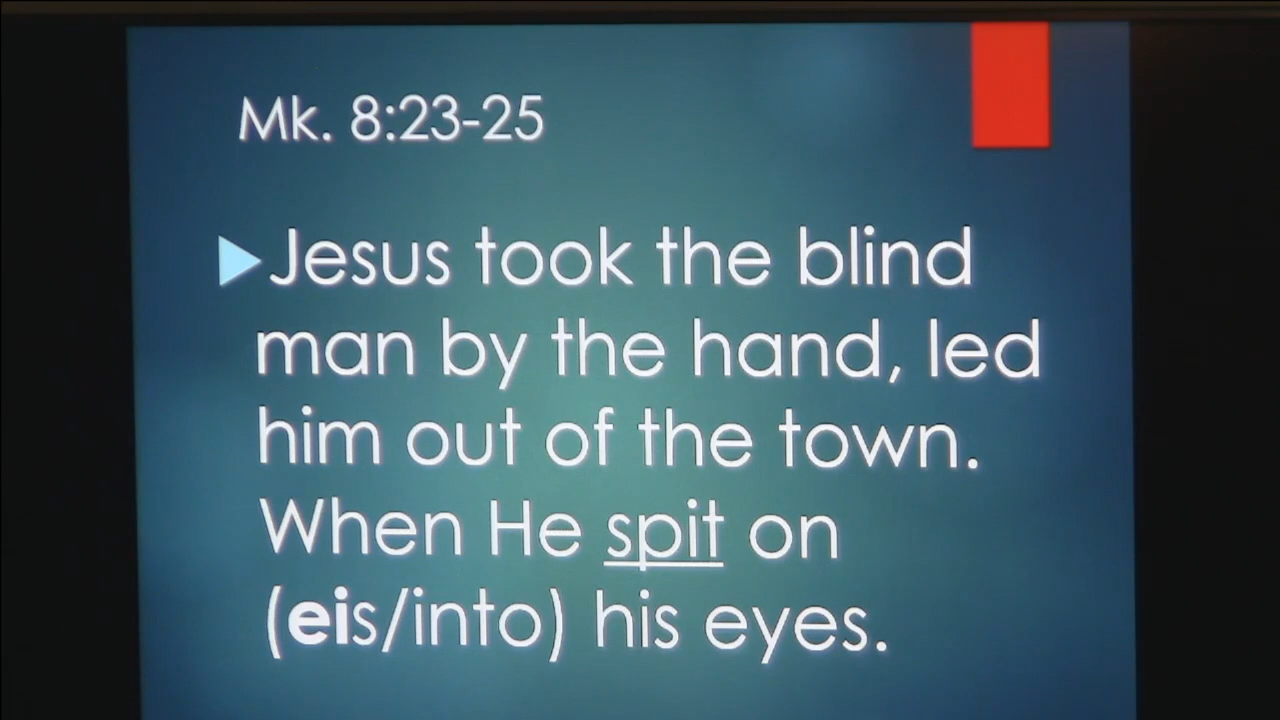 Mk. 8:23-25
Jesus took the blind
man by the hand, led
him out of the town.
When He spit on
(eis/into) his eyes.